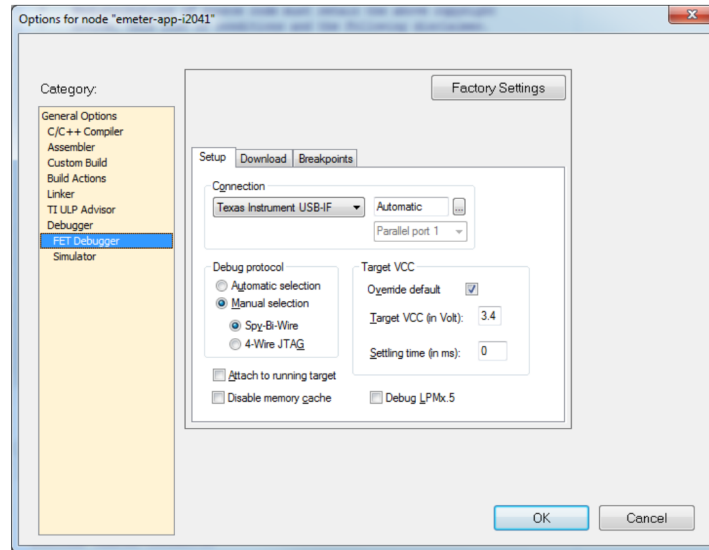 Options for node "emeter-app-i2041"
Category:
Factory Settings
General Options
C/C++ Compiler
Assembler
Custom Build
Build Actions
Linker
TI ULP Advisor
Debugger
FET Debugger
Simulator
Setup Download Breakpoints
Connection
Texas Instrument USB-IF Automatic ...
Parallel port 1
Debug protocol
Automatic selection
Manual selection
Spy-Bi-Wire
4-Wire JTAG
Target VCC
Override default
Target VCC (in Volt): 3.4
Settling time (in ms): 0
Attach to running target
Disable memory cache Debug LPMx.5
OK Cancel